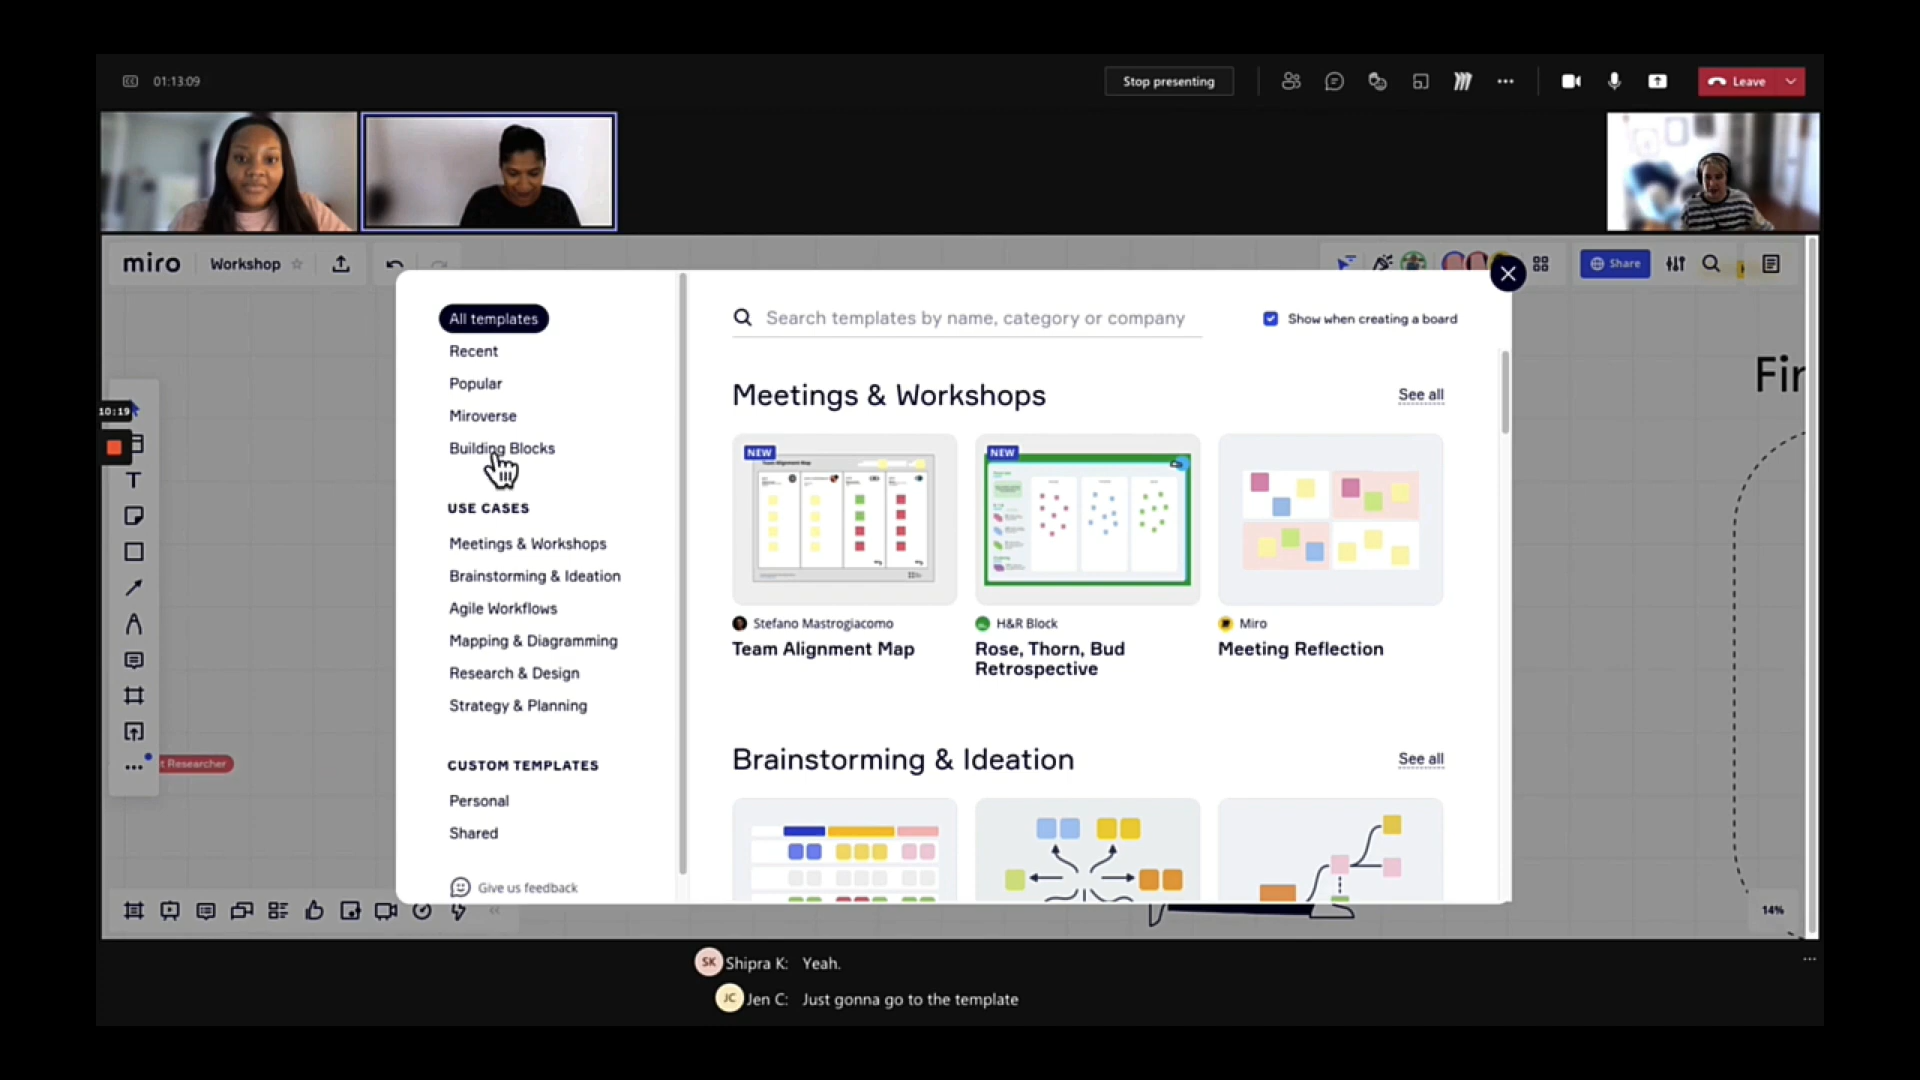 CC 01:13:09
Stop presenting
Leave
miro
Workshop
Share
All templates
Recent
Popular
Miroverse
Building Blocks
USE CASES
Meetings & Workshops
Brainstorming & Ideation
Agile Workflows
Mapping & Diagramming
Research & Design
Strategy & Planning
CUSTOM TEMPLATES
Personal
Shared
Give us feedback
Search templates by name, category or company
Show when creating a board
Meetings & Workshops
See all
NEW
Team Alignment Map
NEW
Stefano Mastrogiacomo
Team Alignment Map
H&R Block
Rose, Thorn, Bud
Retrospective
Miro
Meeting Reflection
Brainstorming & Ideation
See all
10:19
T
t Researcher
Fir
14%
SK Shipra K: Yeah.
JC Jen C: Just gonna go to the template